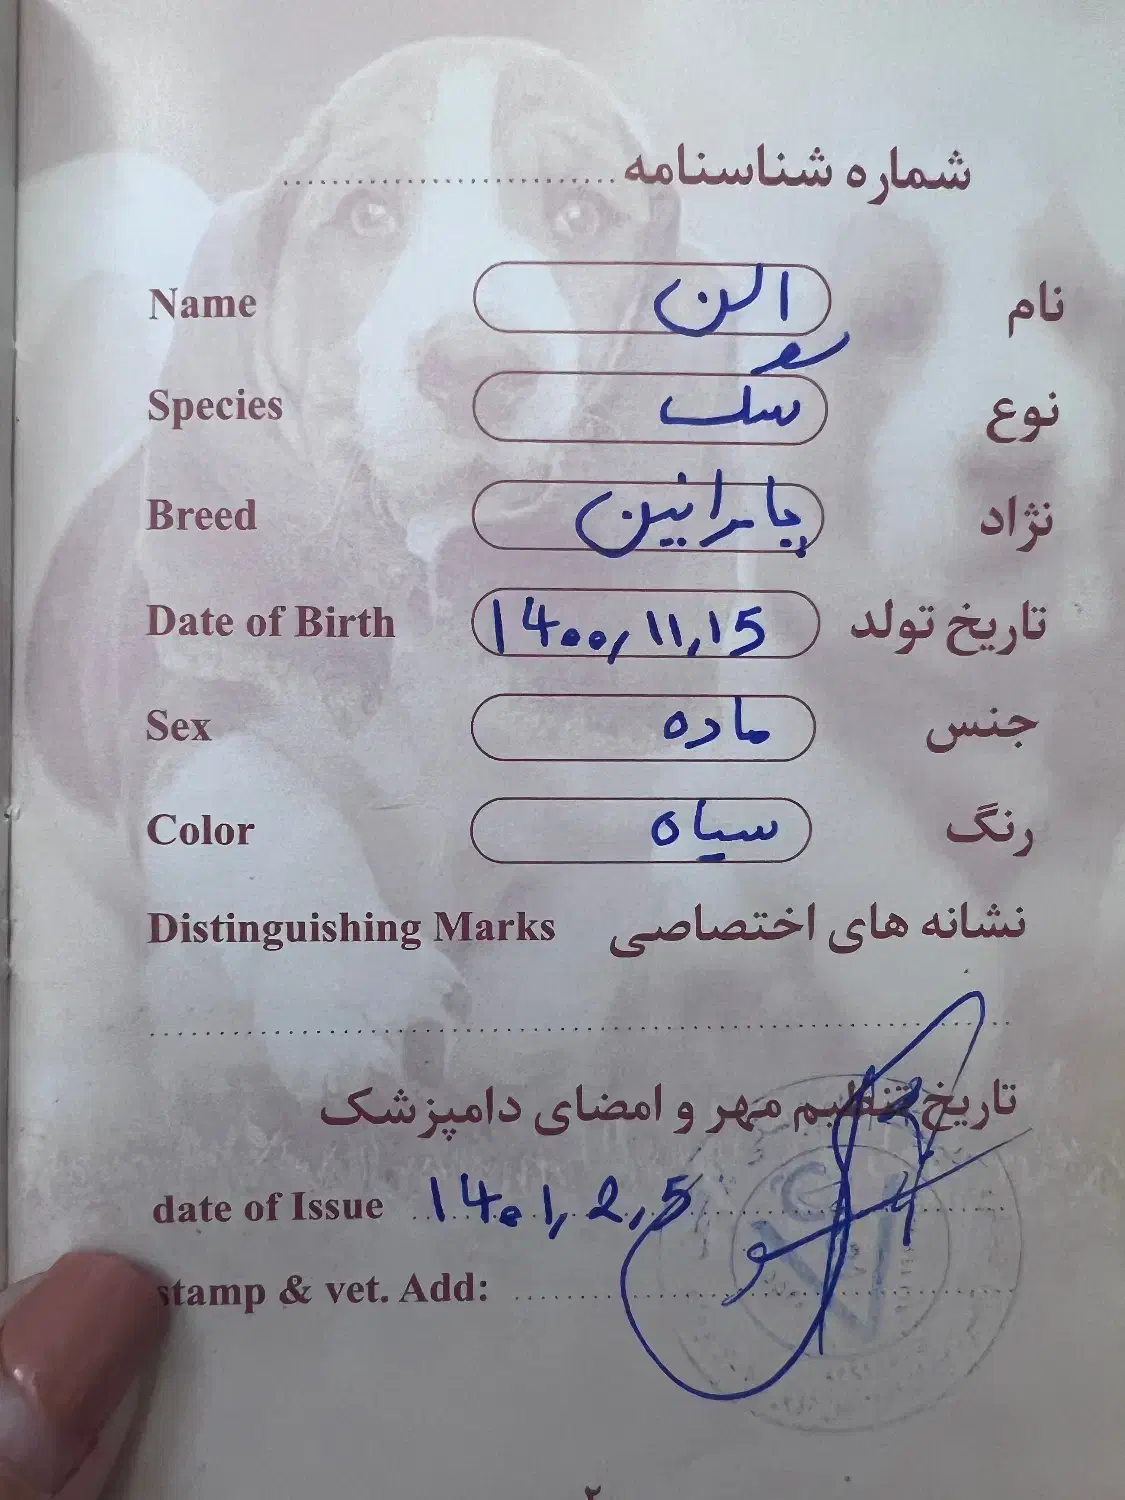 شماره شناسنامه
Name الن نام
Species سگ نوع
Breed پامرانین نژاد
Date of Birth 1400, 11, 15 تاریخ تولد
Sex ماده جنس
Color سیاه رنگ
Distinguishing Marks نشانه های اختصاصی
تاریخ تنظیم مهر و امضای دامپزشک
date of Issue 1401, 2, 5
stamp & vet. Add:
۲